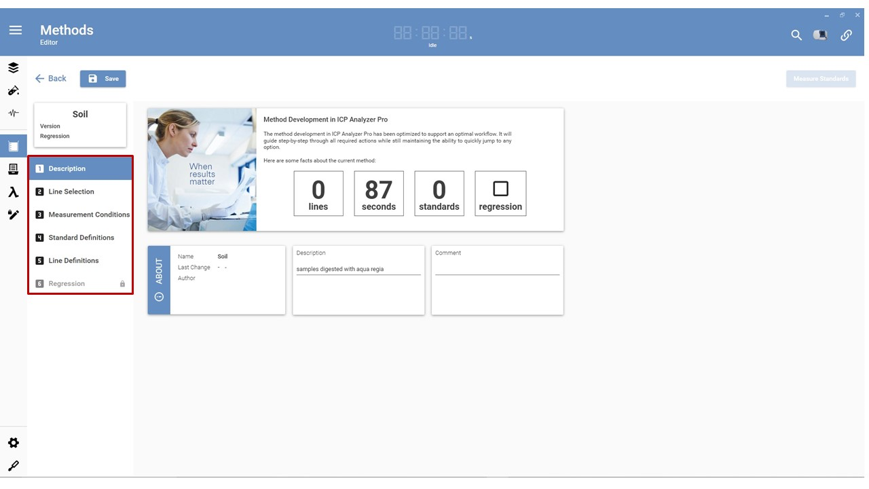 Methods
Editor
88:88:88.
Idle
Back
Save
Measure Standards
Soil
Version
Regression
1 Description
2 Line Selection
3 Measurement Conditions
4 Standard Definitions
5 Line Definitions
6 Regression
When
results
matter
Method Development in ICP Analyzer Pro
The method development in ICP Analyzer Pro has been optimized to support an optimal workflow. It will
guide step-by-step through all required actions while still maintaining the ability to quickly jump to any
option.
Here are some facts about the current method:
0
lines
87
seconds
0
standards
regression
ABOUT
Name Soil
Last Change - -
Author
Description
samples digested with aqua regia
Comment